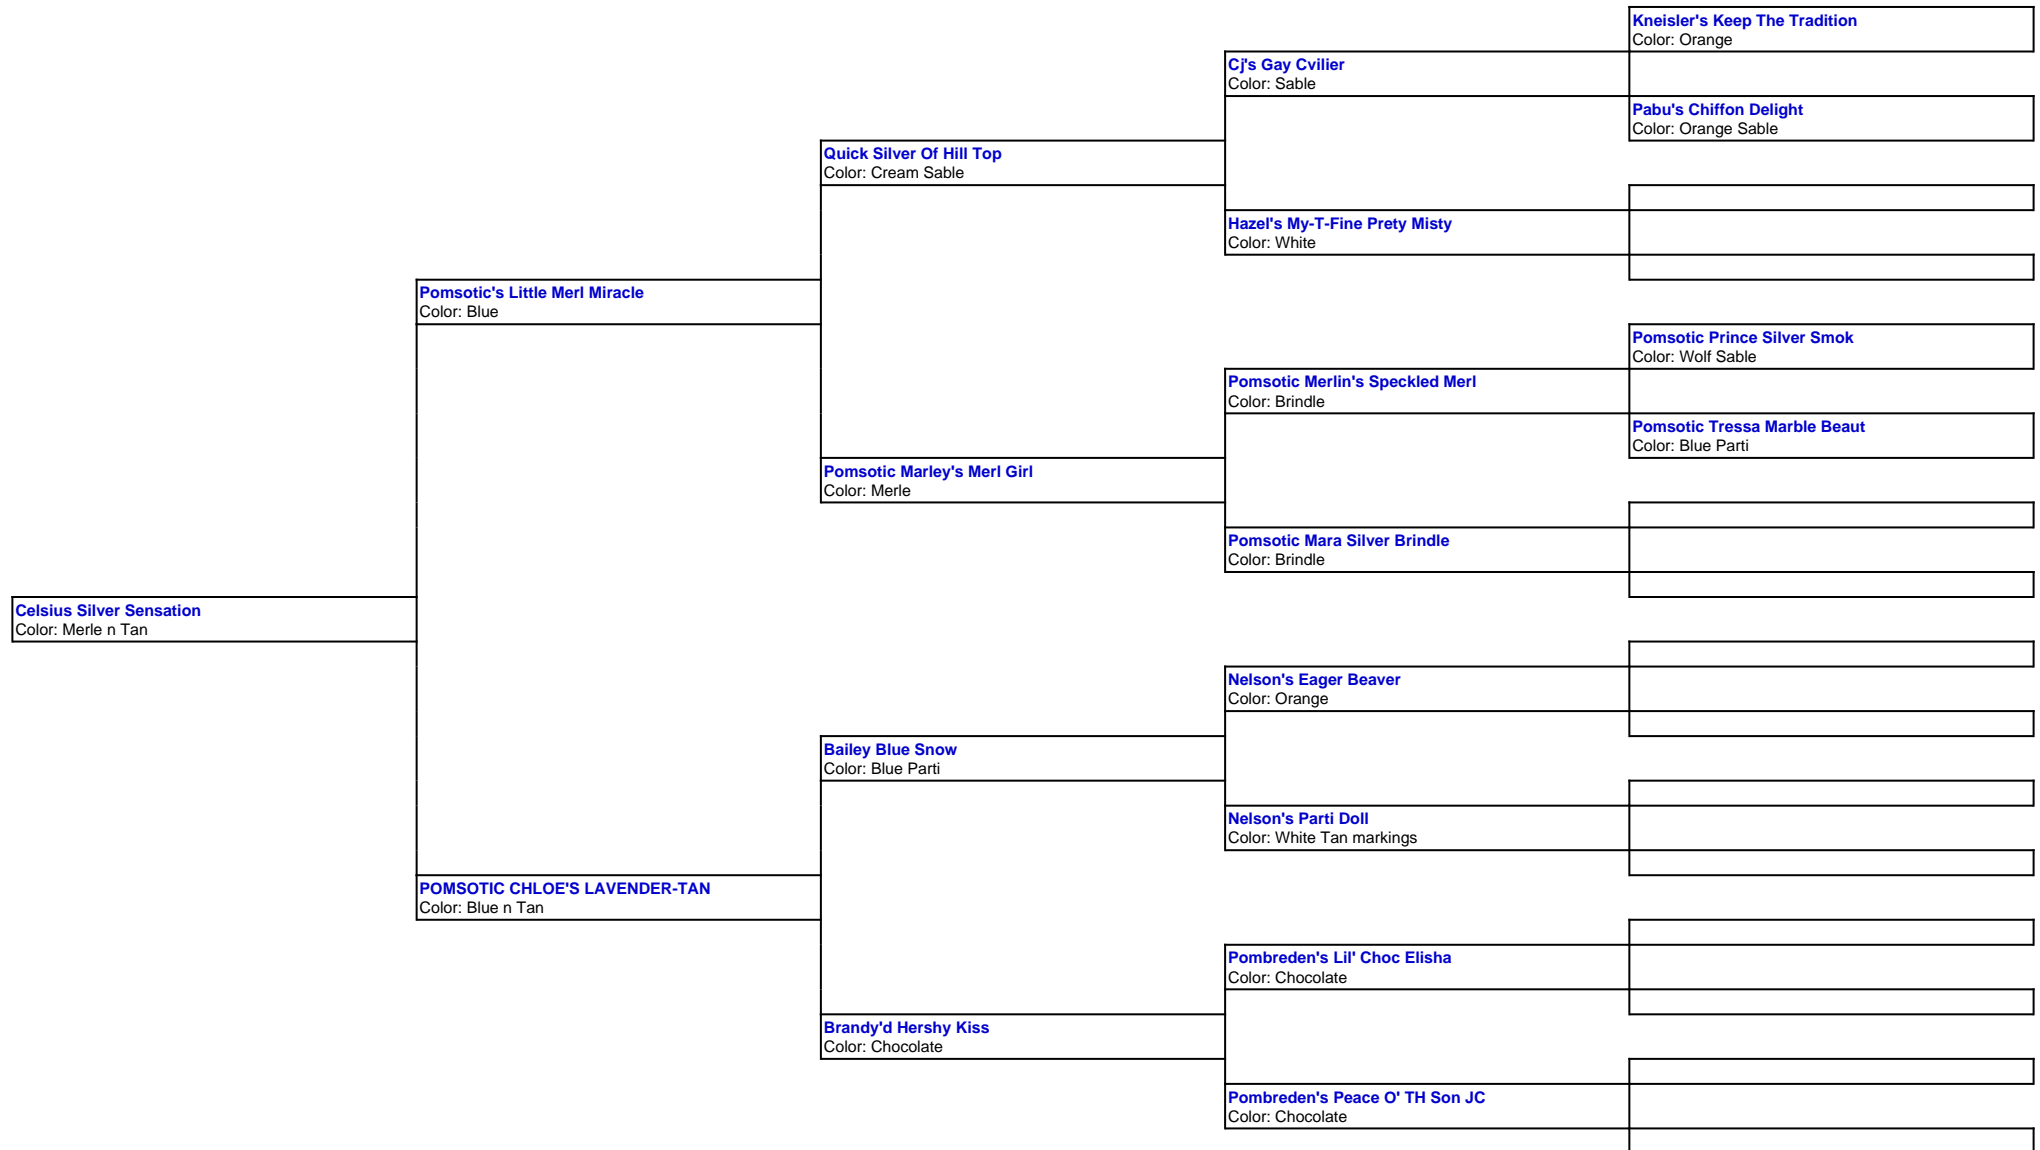 Kneisler's Keep The Tradition
Color: Orange
Cj's Gay Cvilier
Color: Sable
Pabu's Chiffon Delight
Color: Orange Sable
Quick Silver Of Hill Top
Color: Cream Sable
Hazel's My-T-Fine Prety Misty
Color: White
Pomsotic's Little Merl Miracle
Color: Blue
Pomsotic Prince Silver Smok
Color: Wolf Sable
Pomsotic Merlin's Speckled Merl
Color: Brindle
Pomsotic Tressa Marble Beaut
Color: Blue Parti
Pomsotic Marley's Merl Girl
Color: Merle
Pomsotic Mara Silver Brindle
Color: Brindle
Celsius Silver Sensation
Color: Merle n Tan
Nelson's Eager Beaver
Color: Orange
Bailey Blue Snow
Color: Blue Parti
Nelson's Parti Doll
Color: White Tan markings
POMSOTIC CHLOE'S LAVENDER-TAN
Color: Blue n Tan
Pombreden's Lil' Choc Elisha
Color: Chocolate
Brandy'd Hershy Kiss
Color: Chocolate
Pombreden's Peace O' TH Son JC
Color: Chocolate